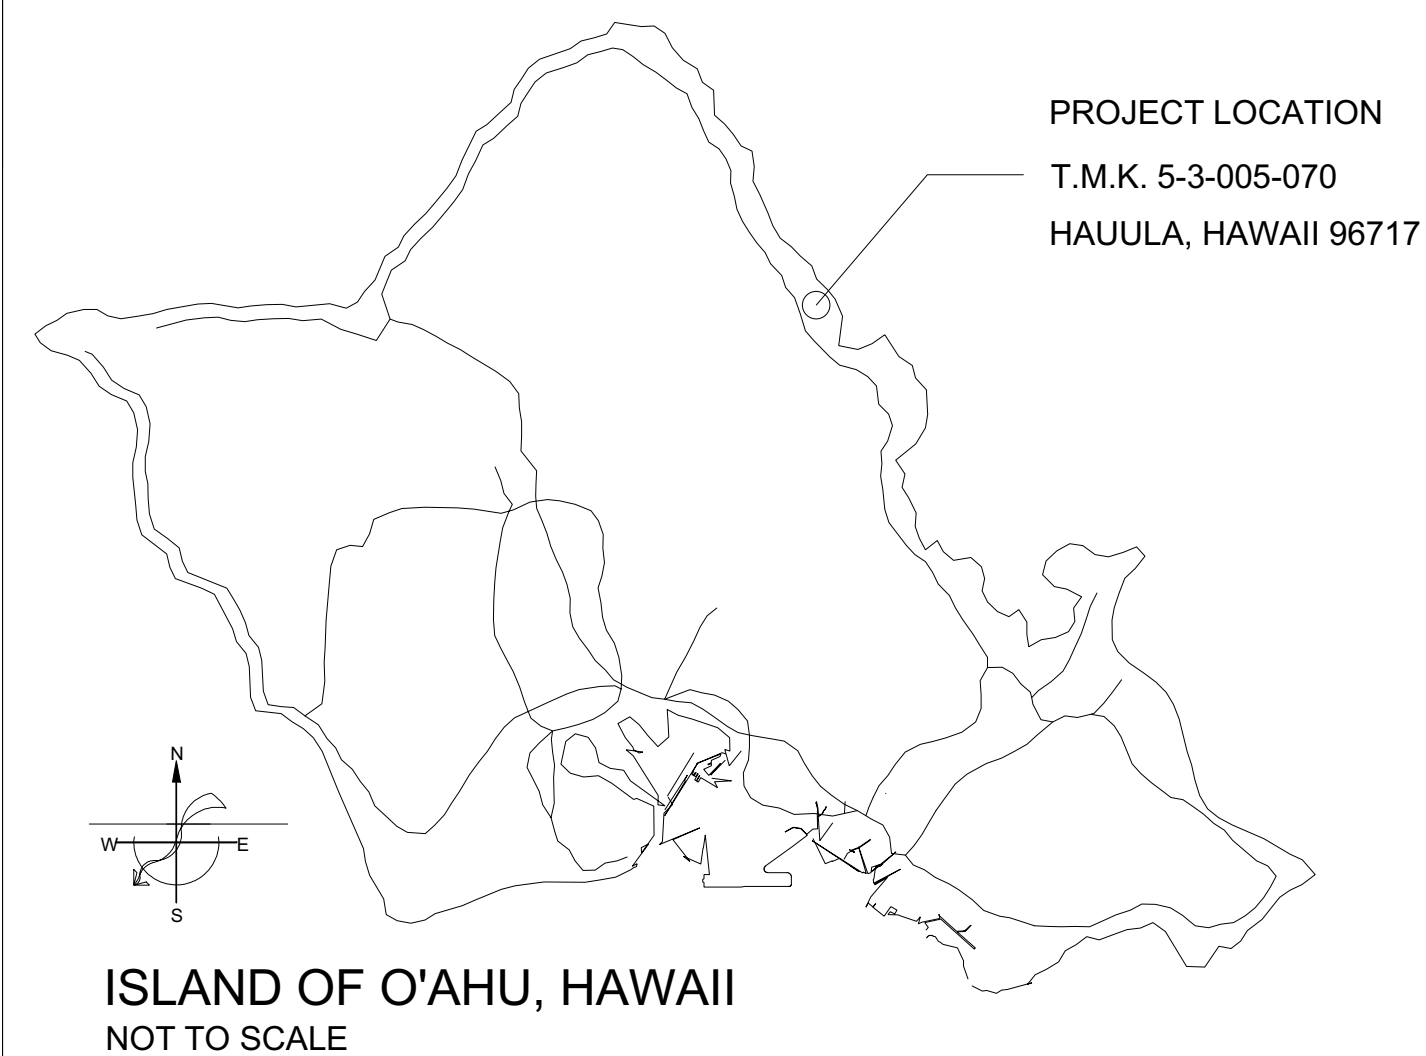 PROJECT LOCATION
T.M.K. 5-3-005-070
HAUULA, HAWAII 96717
N
W E
S
ISLAND OF O'AHU, HAWAII
NOT TO SCALE